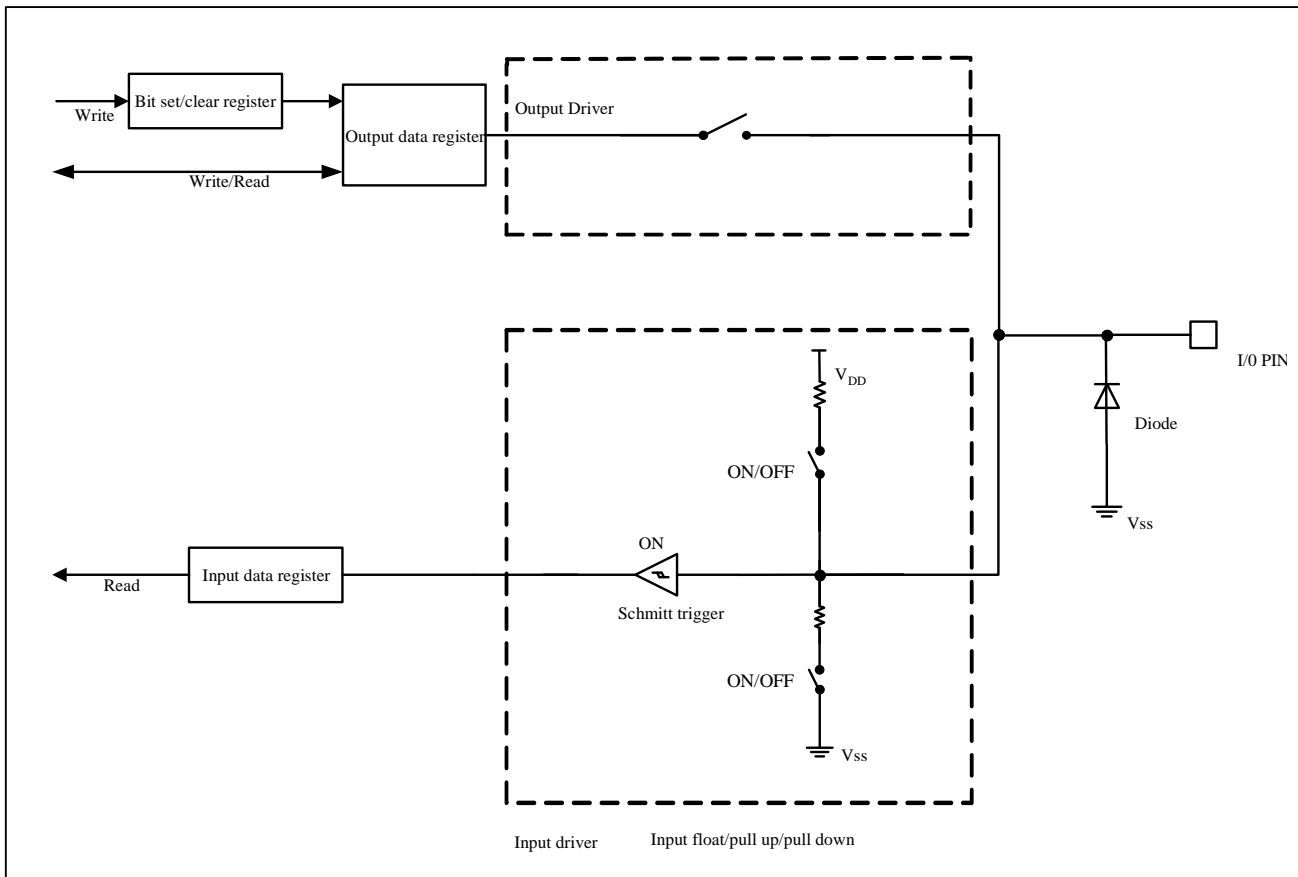 Bit set/clear register
Write
Output data register
Write/Read
Output Driver
V_DD
I/0 PIN
Diode
ON/OFF
Vss
ON
Read
Input data register
Schmitt trigger
ON/OFF
Vss
Input driver
Input float/pull up/pull down